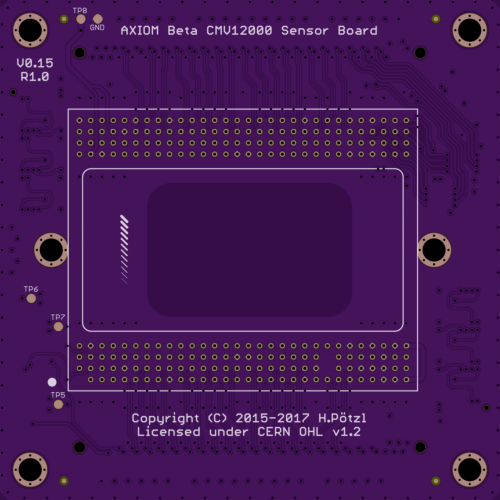 TP8
GND
AXIOM Beta CMV12000 Sensor Board
V0.15
R1.0
TP6
TP7
TP5
Copyright (C) 2015-2017 H.Pötzl
Licensed under CERN OHL v1.2